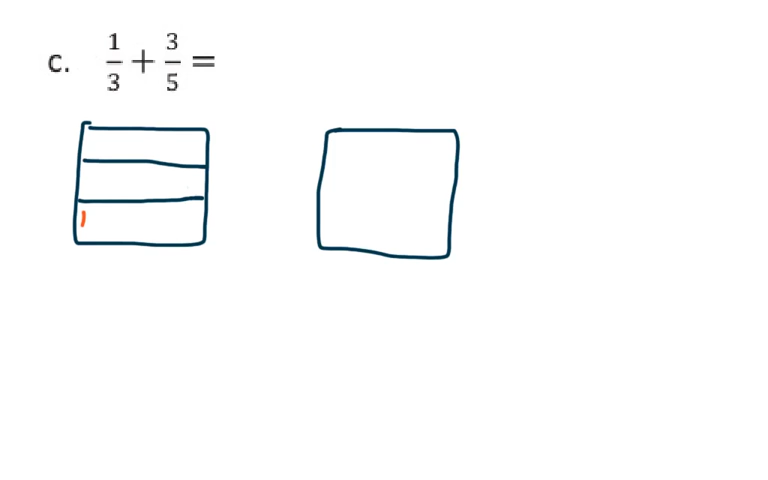 c. 1/3 + 3/5 =